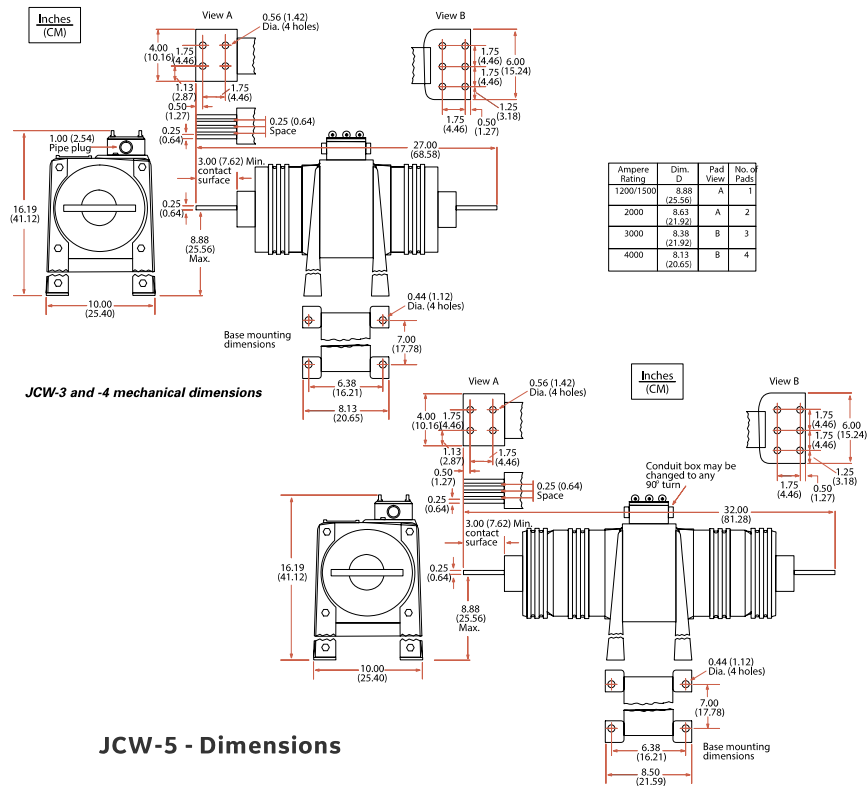 Inches
(CM)
View A
0.56 (1.42)
Dia. (4 holes)
4.00
(10.16)
1.75
(4.46
1.13
(2.87)
1.75
(4.46)
0.50
(1.27)
0.25
(0.64)
0.25 (0.64)
Space
View B
1.75
(4.46
1.75
(4.46
6.00
(15.24)
1.25
(3.18)
1.75
(4.46)
0.50
(1.27)
1.00 (2.54)
Pipe plug
27.00
(68.58)
3.00 (7.62) Min.
contact
surface
0.25
(0.64)
16.19
(41.12)
8.88
(25.56)
Max.
10.00
(25.40)
0.44 (1.12)
Dia. (4 holes)
Base mounting
dimensions
7.00
(17.78)
6.38
(16.21)
8.13
(20.65)
JCW-3 and -4 mechanical dimensions
Ampere Rating Dim. D Pad View No. of Pads
1200/1500 8.88 (25.56) A 1
2000 8.63 (21.92) A 2
3000 8.38 (21.92) B 3
4000 8.13 (20.65) B 4
Inches
(CM)
View A
0.56 (1.42)
Dia. (4 holes)
4.00
(10.16)
1.75
(4.46
1.13
(2.87)
1.75
(4.46)
0.50
(1.27)
0.25
(0.64)
0.25 (0.64)
Space
View B
1.75
(4.46
1.75
(4.46
6.00
(15.24)
1.25
(3.18)
1.75
(4.46)
0.50
(1.27)
Conduit box may be
changed to any
90° turn
32.00
(81.28)
3.00 (7.62) Min.
contact
surface
0.25
(0.64)
16.19
(41.12)
8.88
(25.56)
Max.
10.00
(25.40)
0.44 (1.12)
Dia. (4 holes)
7.00
(17.78)
6.38
(16.21)
Base mounting
dimensions
8.50
(21.59)
JCW-5 - Dimensions